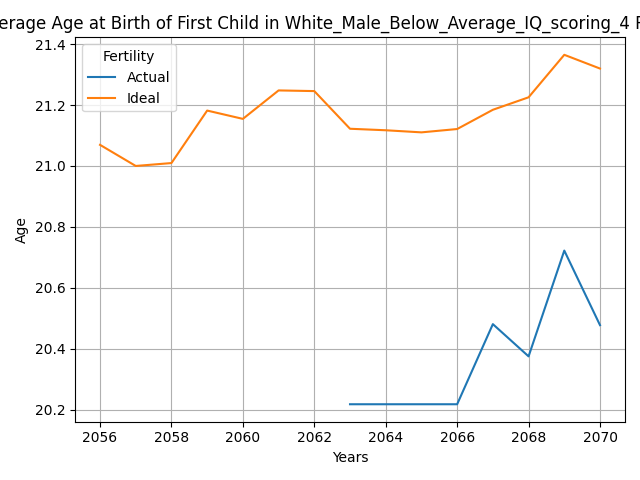 Age at Birth of First Child in White_Male_Below_Average_IQ_scoring_4
Fertility
Actual
Ideal
21.4
21.2
21.0
20.8
20.6
20.4
20.2
Age
2056 2058 2060 2062 2064 2066 2068 2070
Years